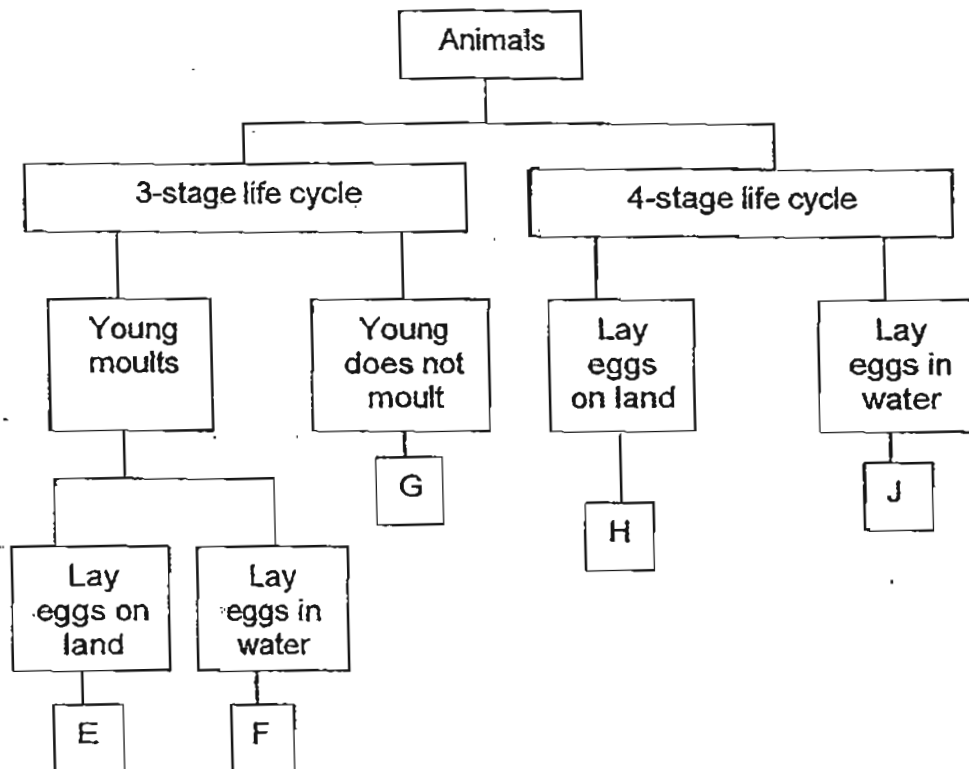 Animals
3-stage life cycle
4-stage life cycle
Young
moults
Young
does not
moult
Lay
eggs
on land
Lay
eggs in
water
G
H
J
Lay
eggs on
land
Lay
eggs in
water
E
F